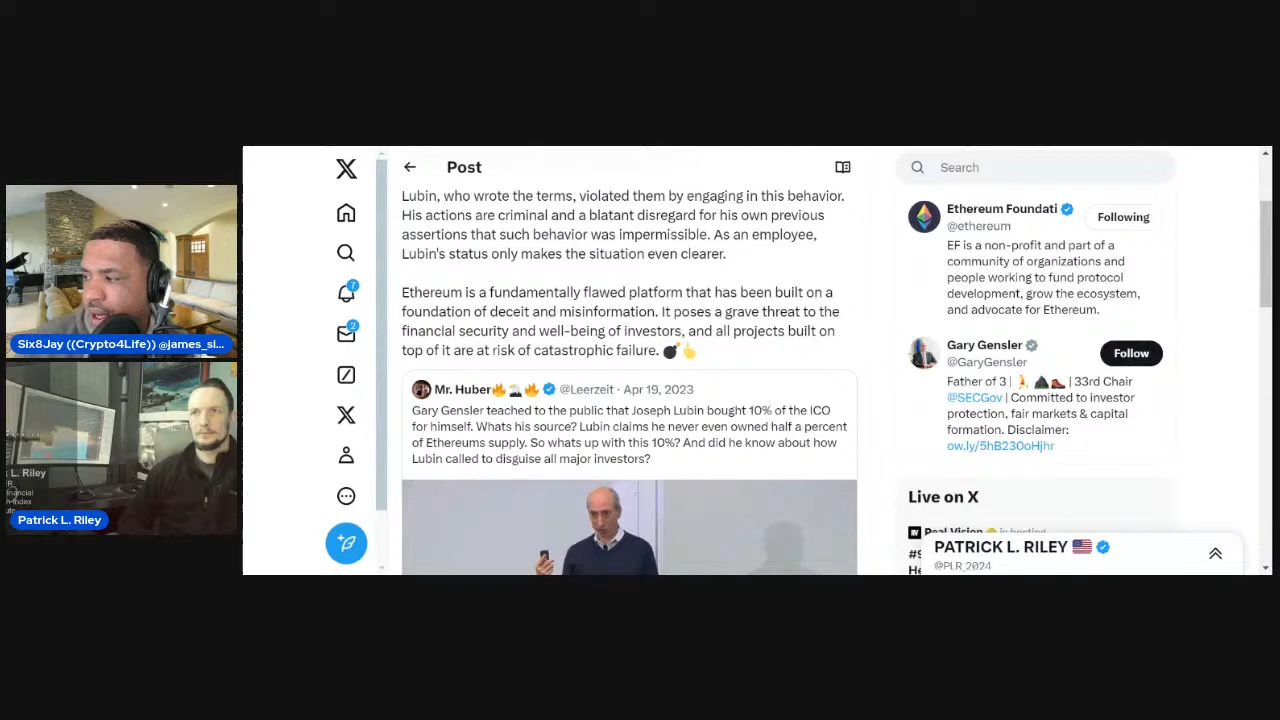 Post
Search
Lubin, who wrote the terms, violated them by engaging in this behavior.
His actions are criminal and a blatant disregard for his own previous
assertions that such behavior was impermissible. As an employee,
Lubin's status only makes the situation even clearer.
Ethereum is a fundamentally flawed platform that has been built on a
foundation of deceit and misinformation. It poses a grave threat to the
financial security and well-being of investors, and all projects built on
top of it are at risk of catastrophic failure. 💣👆
Mr. Huber🔥 🔥 @Leerzeit · Apr 19, 2023
Gary Gensler teached to the public that Joseph Lubin bought 10% of the ICO
for himself. Whats his source? Lubin claims he never even owned half a percent
of Ethereums supply. So whats up with this 10%? And did he know about how
Lubin called to disguise all major investors?
7
2
Ethereum Foundati
Following
@ethereum
EF is a non-profit and part of a
community of organizations and
people working to fund protocol
development, grow the ecosystem,
and advocate for Ethereum.
Gary Gensler
Follow
@GaryGensler
Father of 3 | | 33rd Chair
@SECGov | Committed to investor
protection, fair markets & capital
formation. Disclaimer:
ow.ly/5hB230oHjhr
Live on X
Real Vision is hosting
#S
He
PATRICK L. RILEY 🇺🇸
@PLR_2024
Six8Jay ((Crypto4Life)) @james_si...
L. Riley
Patrick L. Riley